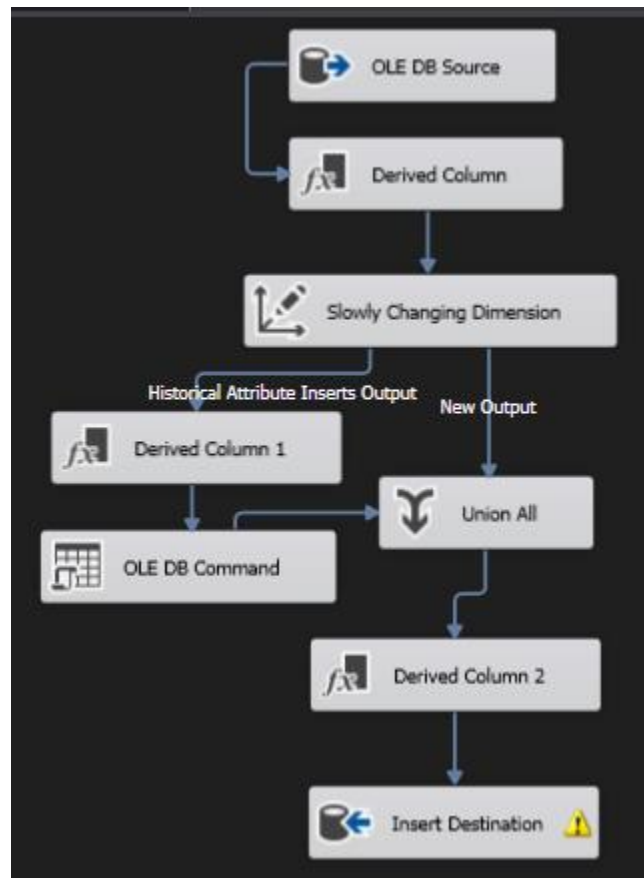 OLE DB Source
Derived Column
Slowly Changing Dimension
Historical Attribute Inserts Output
New Output
Derived Column 1
Union All
OLE DB Command
Derived Column 2
Insert Destination